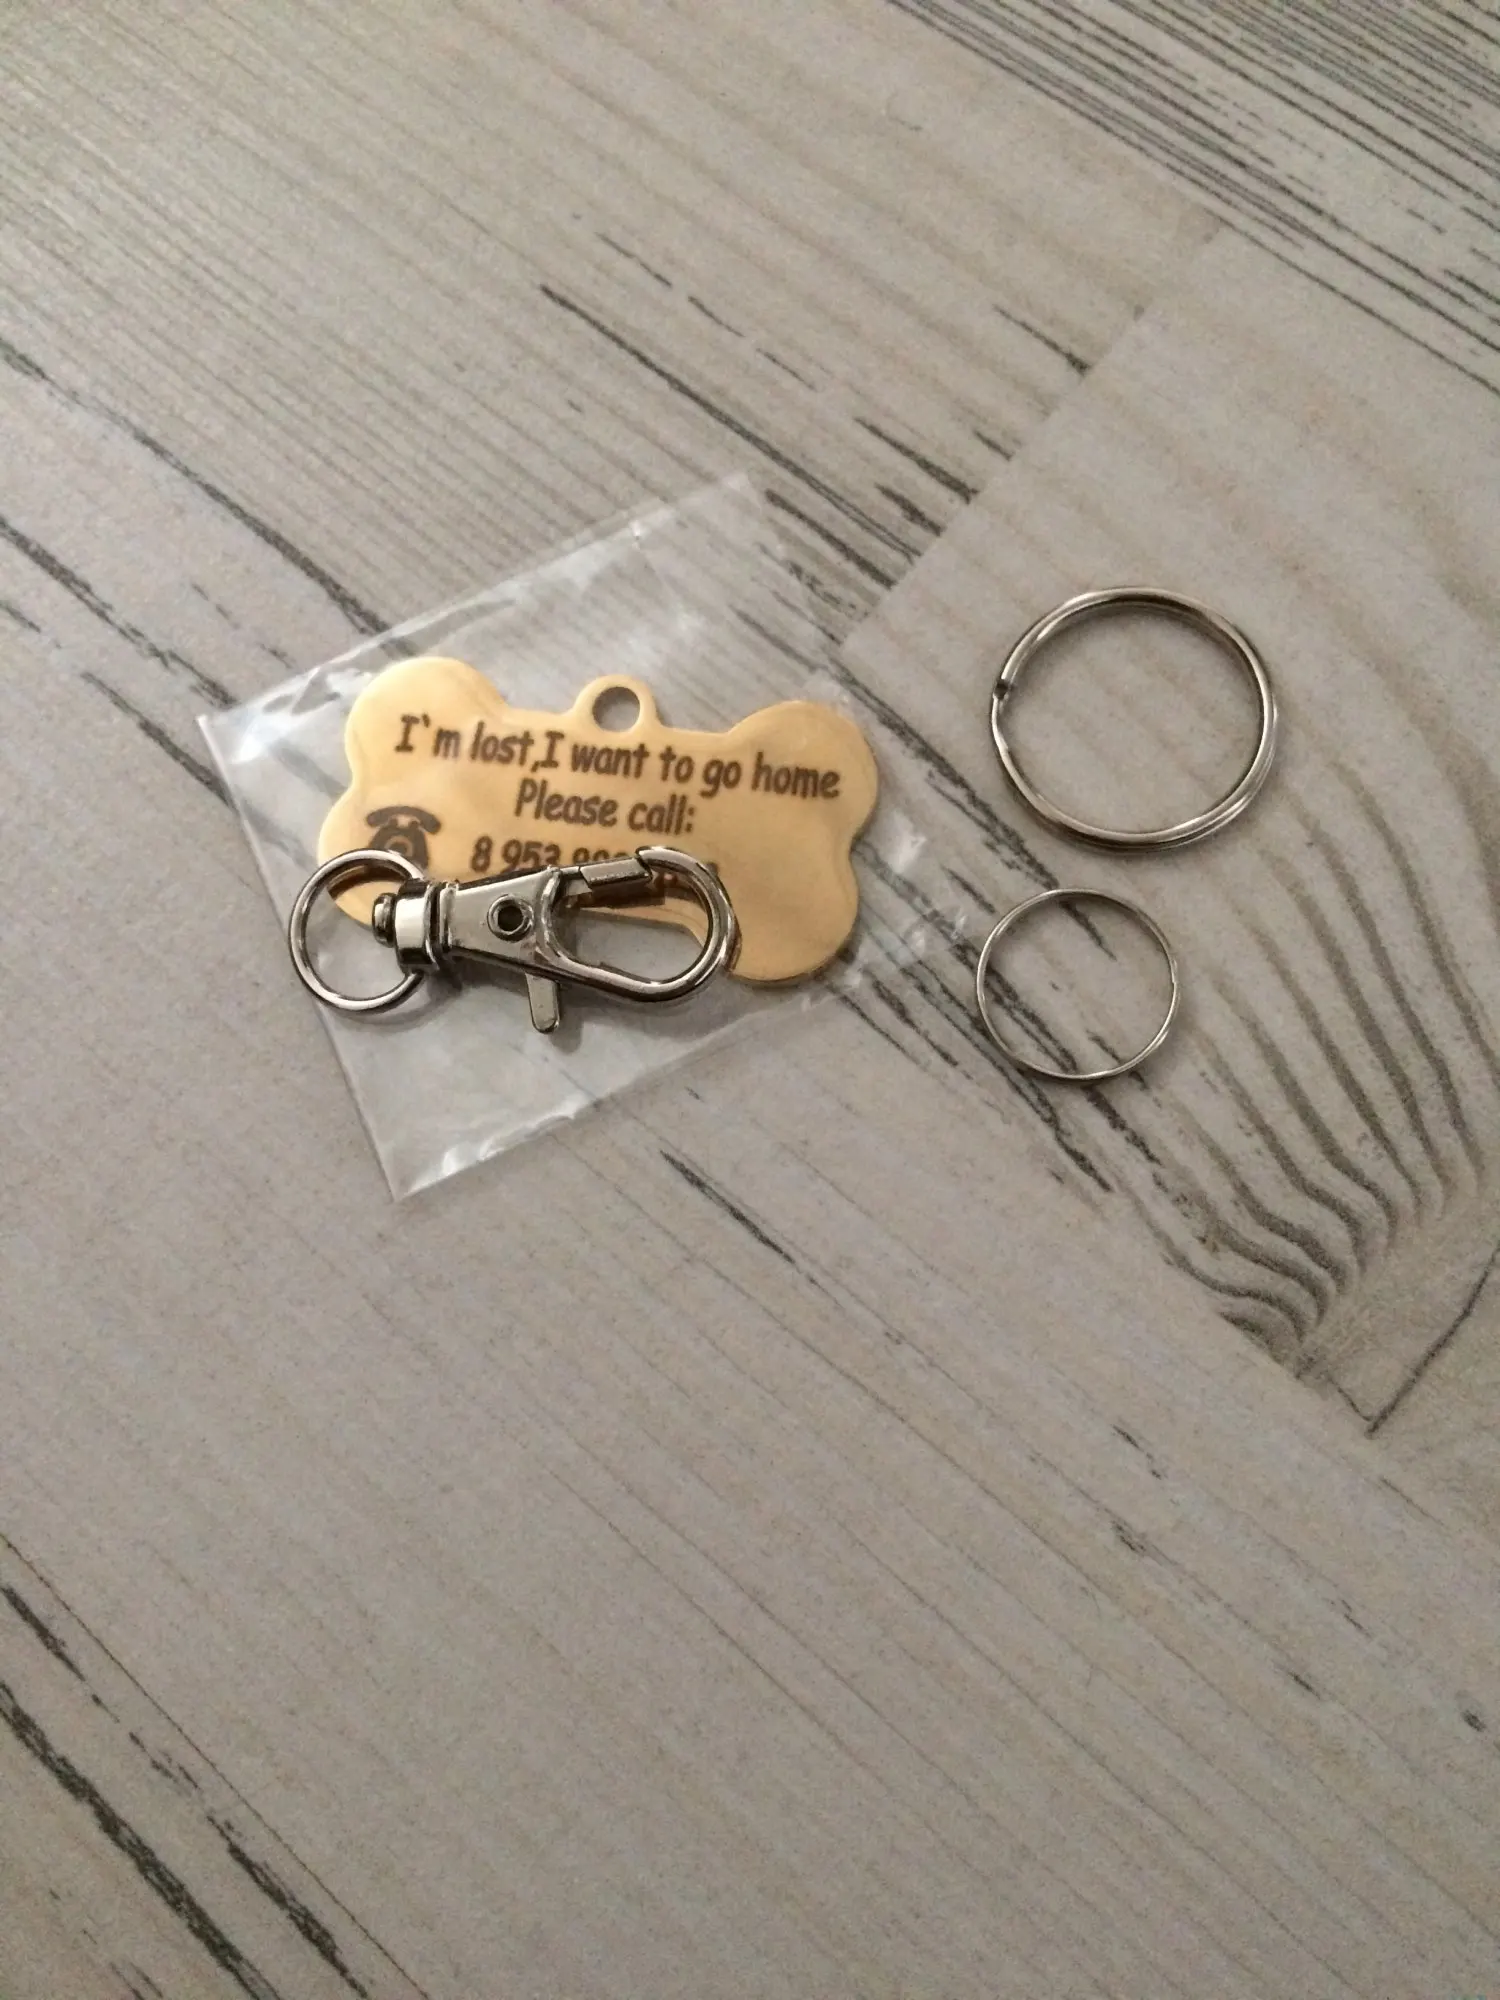 I`m lost,I want to go home
Please call:
8 953